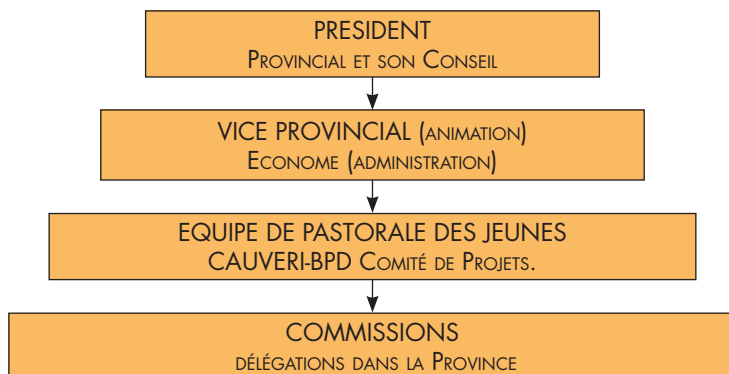 PRESIDENT
PROVINCIAL ET SON CONSEIL
VICE PROVINCIAL (ANIMATION)
ECONOME (ADMINISTRATION)
EQUIPE DE PASTORALE DES JEUNES
CAUVERI-BPD COMITÉ DE PROJETS.
COMMISSIONS
DÉLÉGATIONS DANS LA PROVINCE